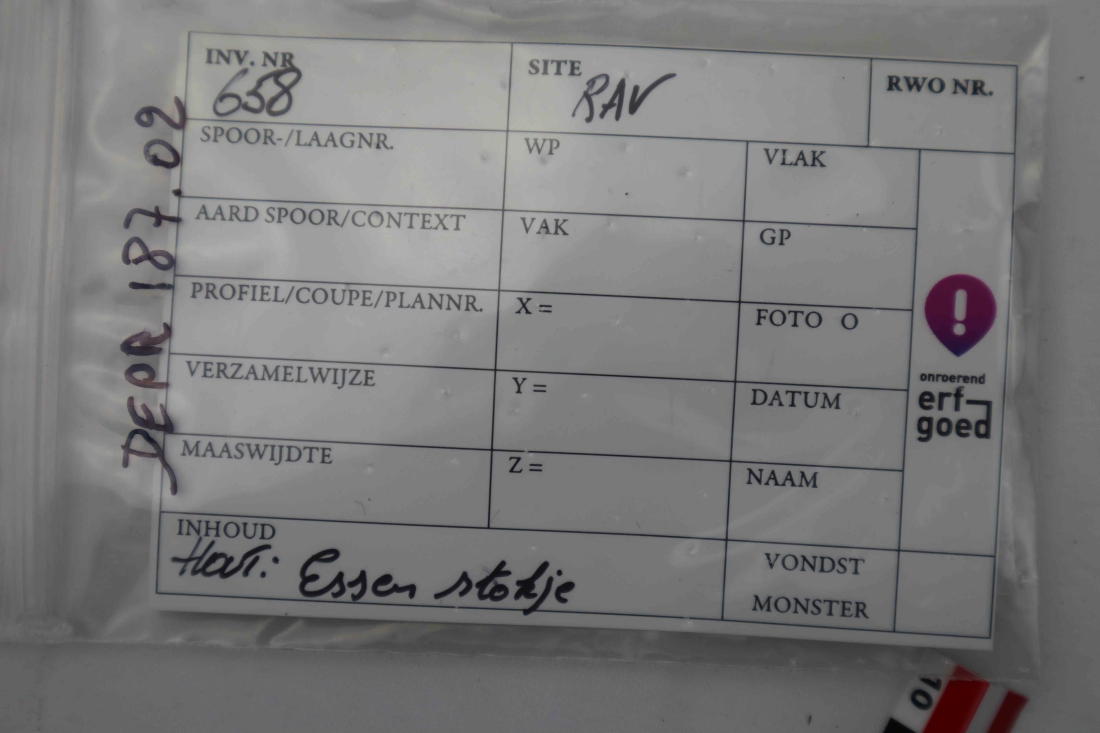 INV. NR
658
SITE
RAV
RWO NR.
SPOOR-/LAAGNR.
WP
VLAK
AARD SPOOR/CONTEXT
VAK
GP
PROFIEL/COUPE/PLANNR.
X =
FOTO O
VERZAMELWIJZE
Y =
DATUM
MAASWIJDTE
Z =
NAAM
INHOUD
Hout: Essen stokje
VONDST
MONSTER
onroerend
erf-
goed
DEPR 187.02
10